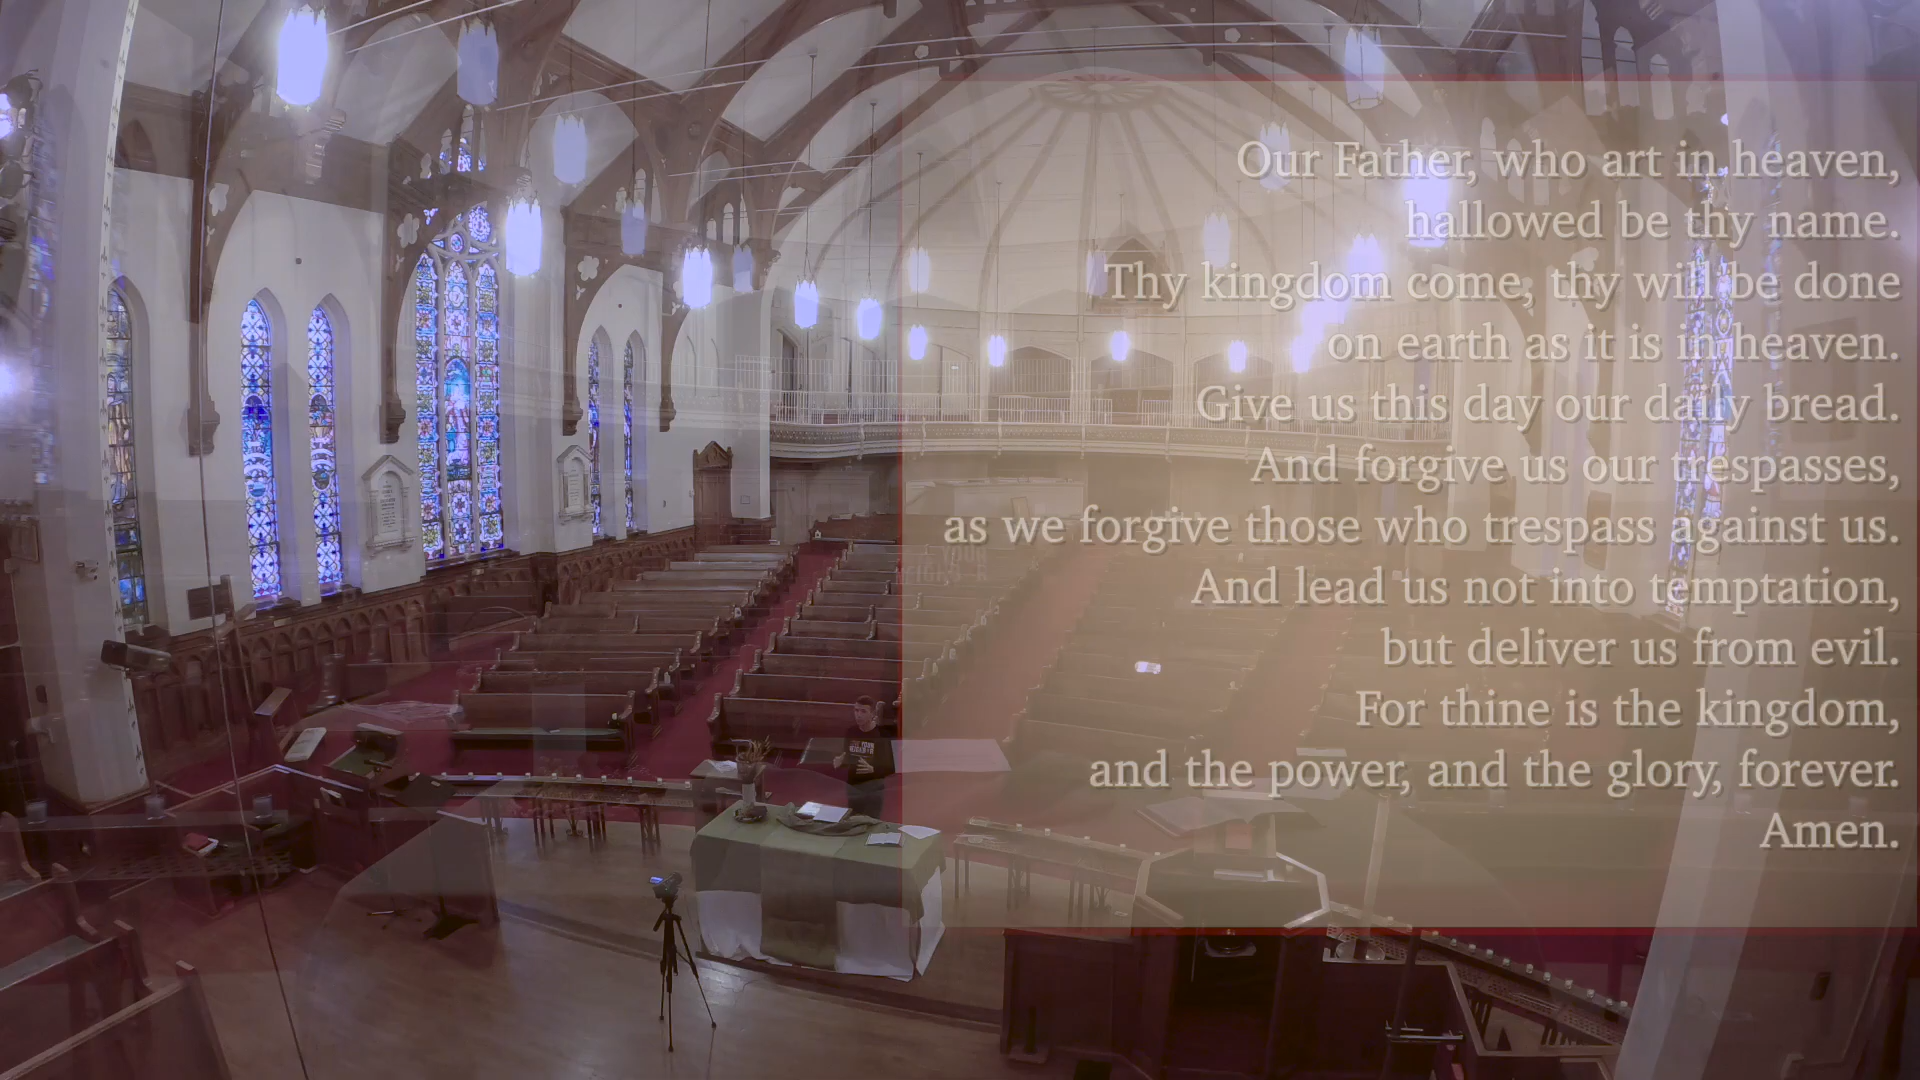 Our Father, who art in heaven,
hallowed be thy name.
Thy kingdom come, thy will be done
on earth as it is in heaven.
Give us this day our daily bread.
And forgive us our trespasses,
as we forgive those who trespass against us.
And lead us not into temptation,
but deliver us from evil.
For thine is the kingdom,
and the power, and the glory, forever.
Amen.